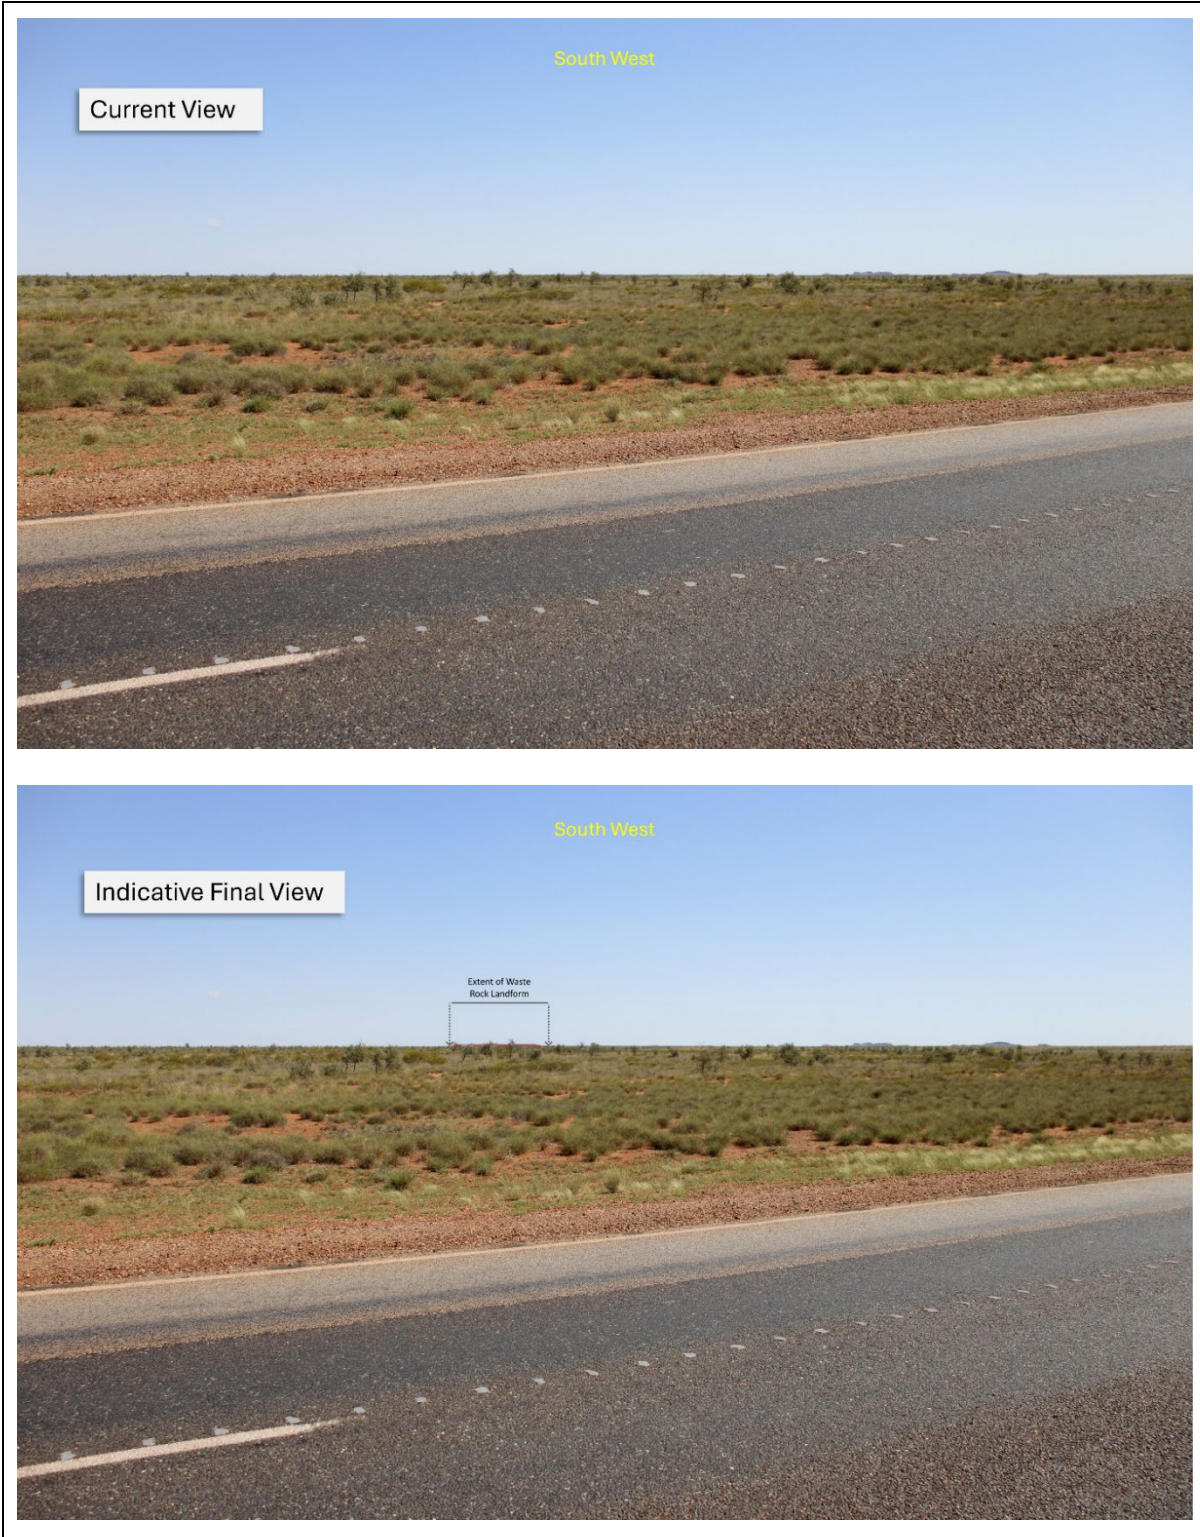 South West
Current View
South West
Indicative Final View
Extent of Waste
Rock Landform